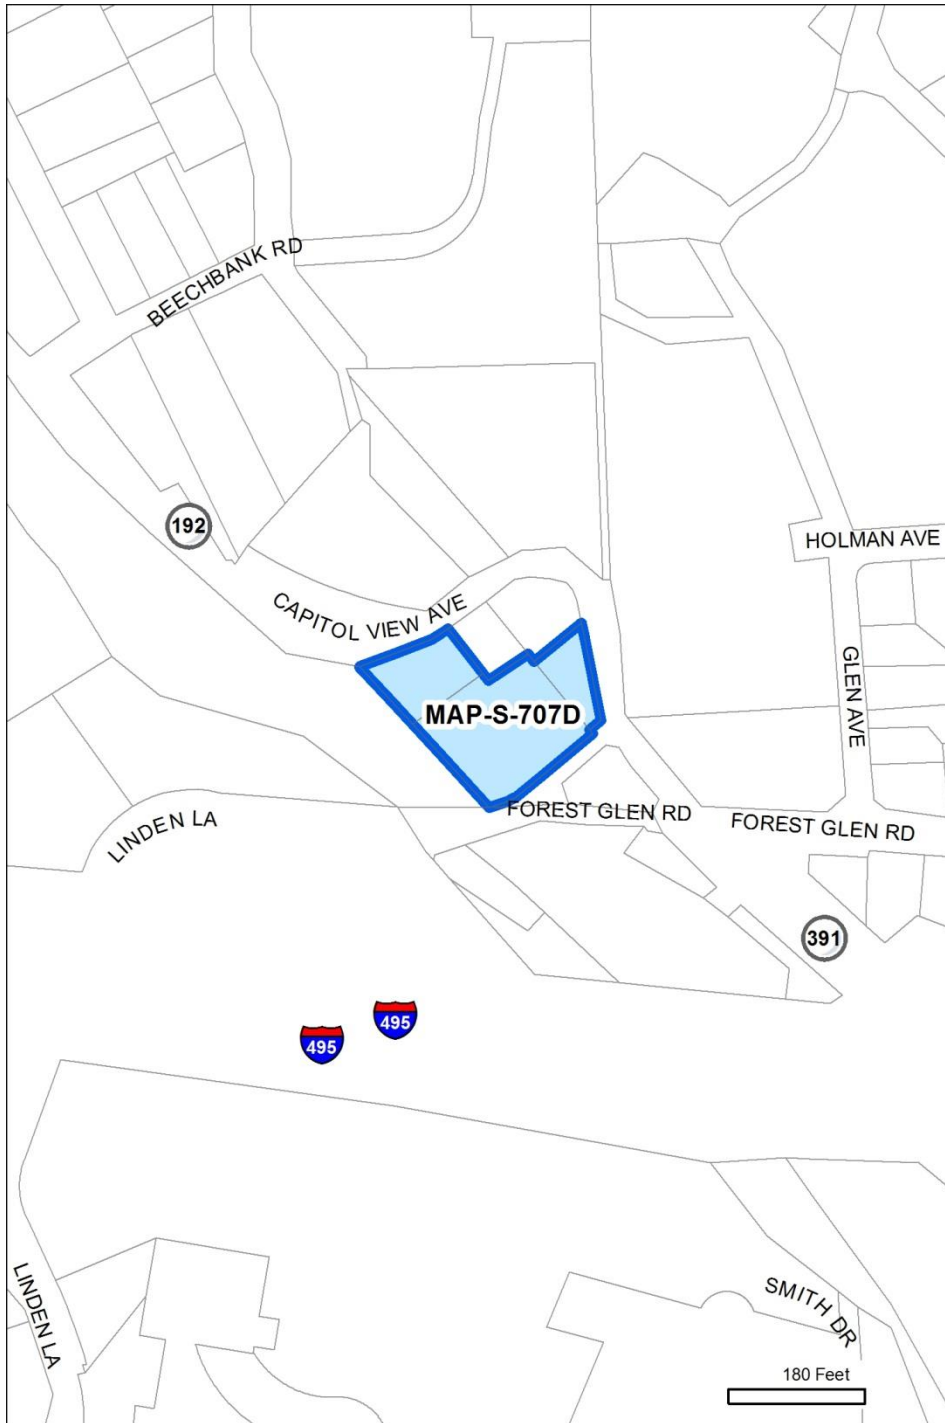 BEECHBANK RD
192
HOLMAN AVE
CAPITOL VIEW AVE
GLEN AVE
MAP-S-707D
FOREST GLEN RD
FOREST GLEN RD
LINDEN LA
391
495
495
LINDEN LA
SMITH DR
180 Feet